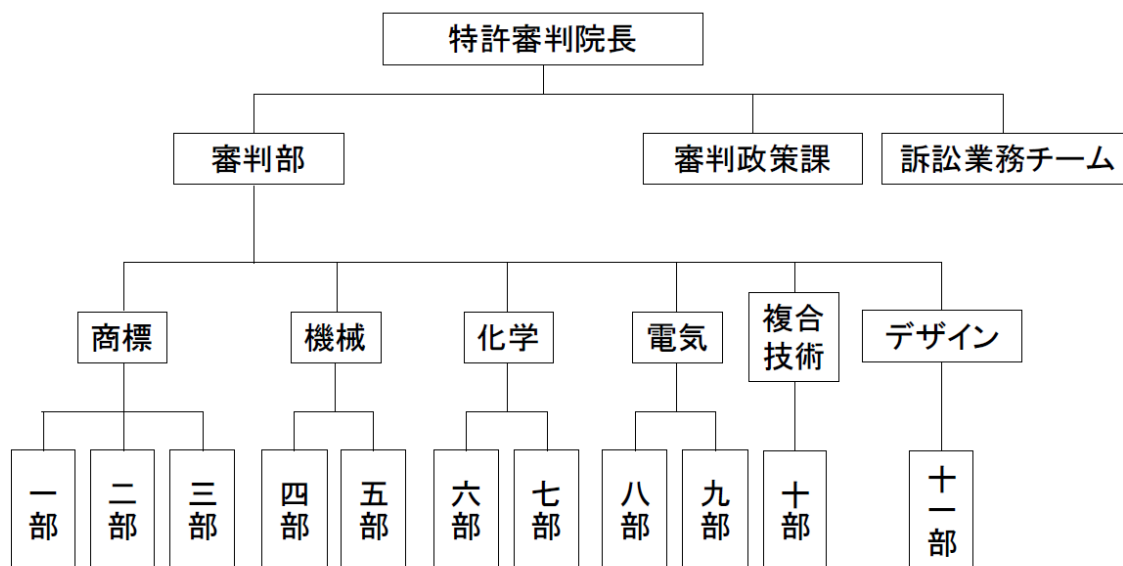 特許審判院長
審判部
審判政策課
訴訟業務チーム
商標
機械
化学
電気
複合
技術
デザイン
一部
二部
三部
四部
五部
六部
七部
八部
九部
十部
十一部